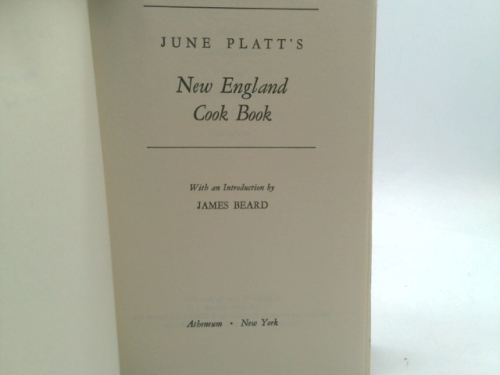 JUNE PLATT'S
New England
Cook Book
With an Introduction by
JAMES BEARD
Atheneum · New York